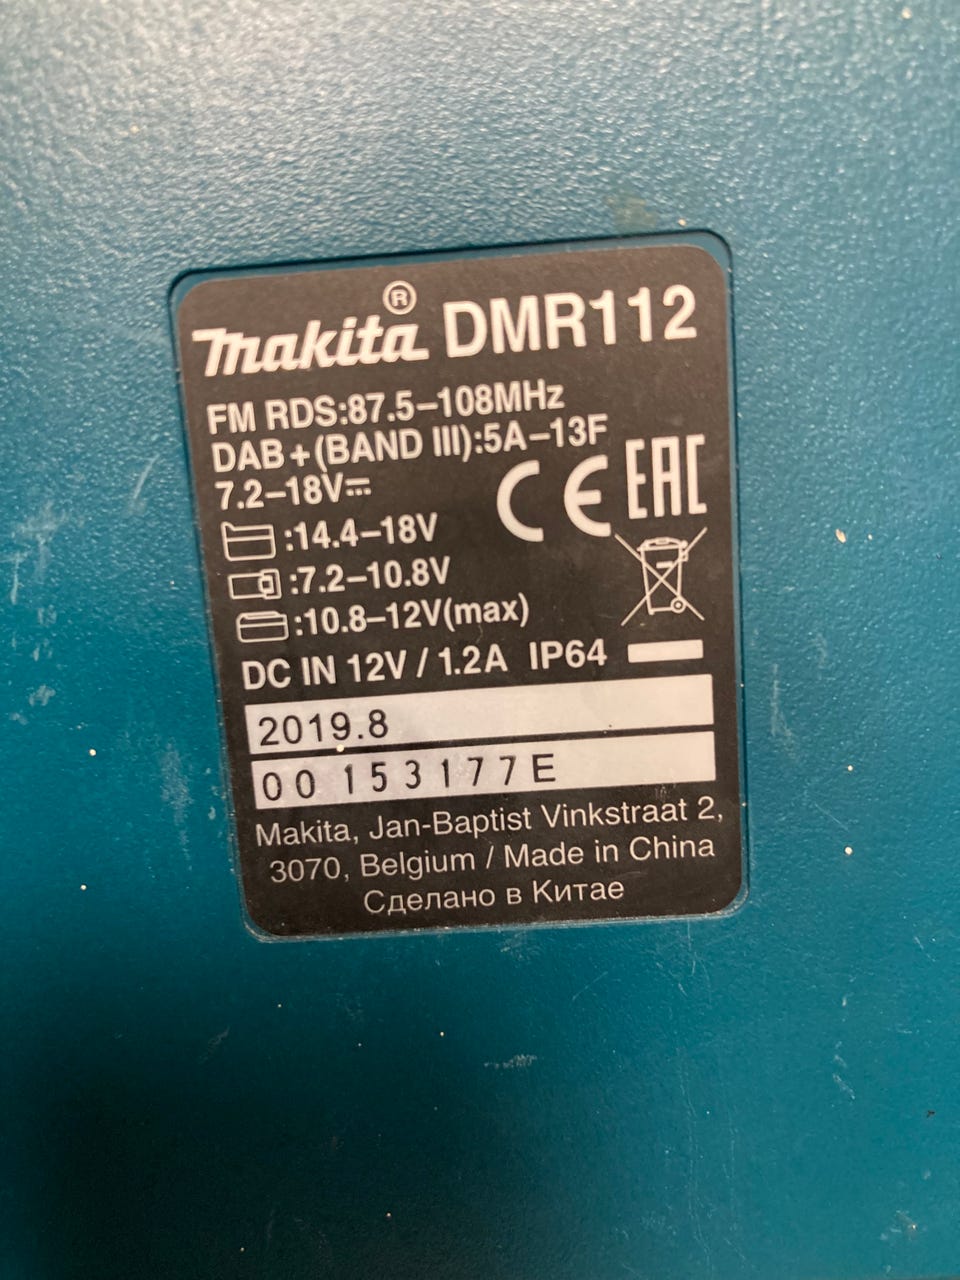 makita® DMR112
FM RDS:87.5–108MHz
DAB+(BAND III):5A–13F
7.2–18V⎓
:14.4–18V
:7.2–10.8V
:10.8–12V(max)
CE EAC
DC IN 12V / 1.2A IP64
2019.8
00 153177E
Makita, Jan-Baptist Vinkstraat 2,
3070, Belgium / Made in China
Сделано в Китае